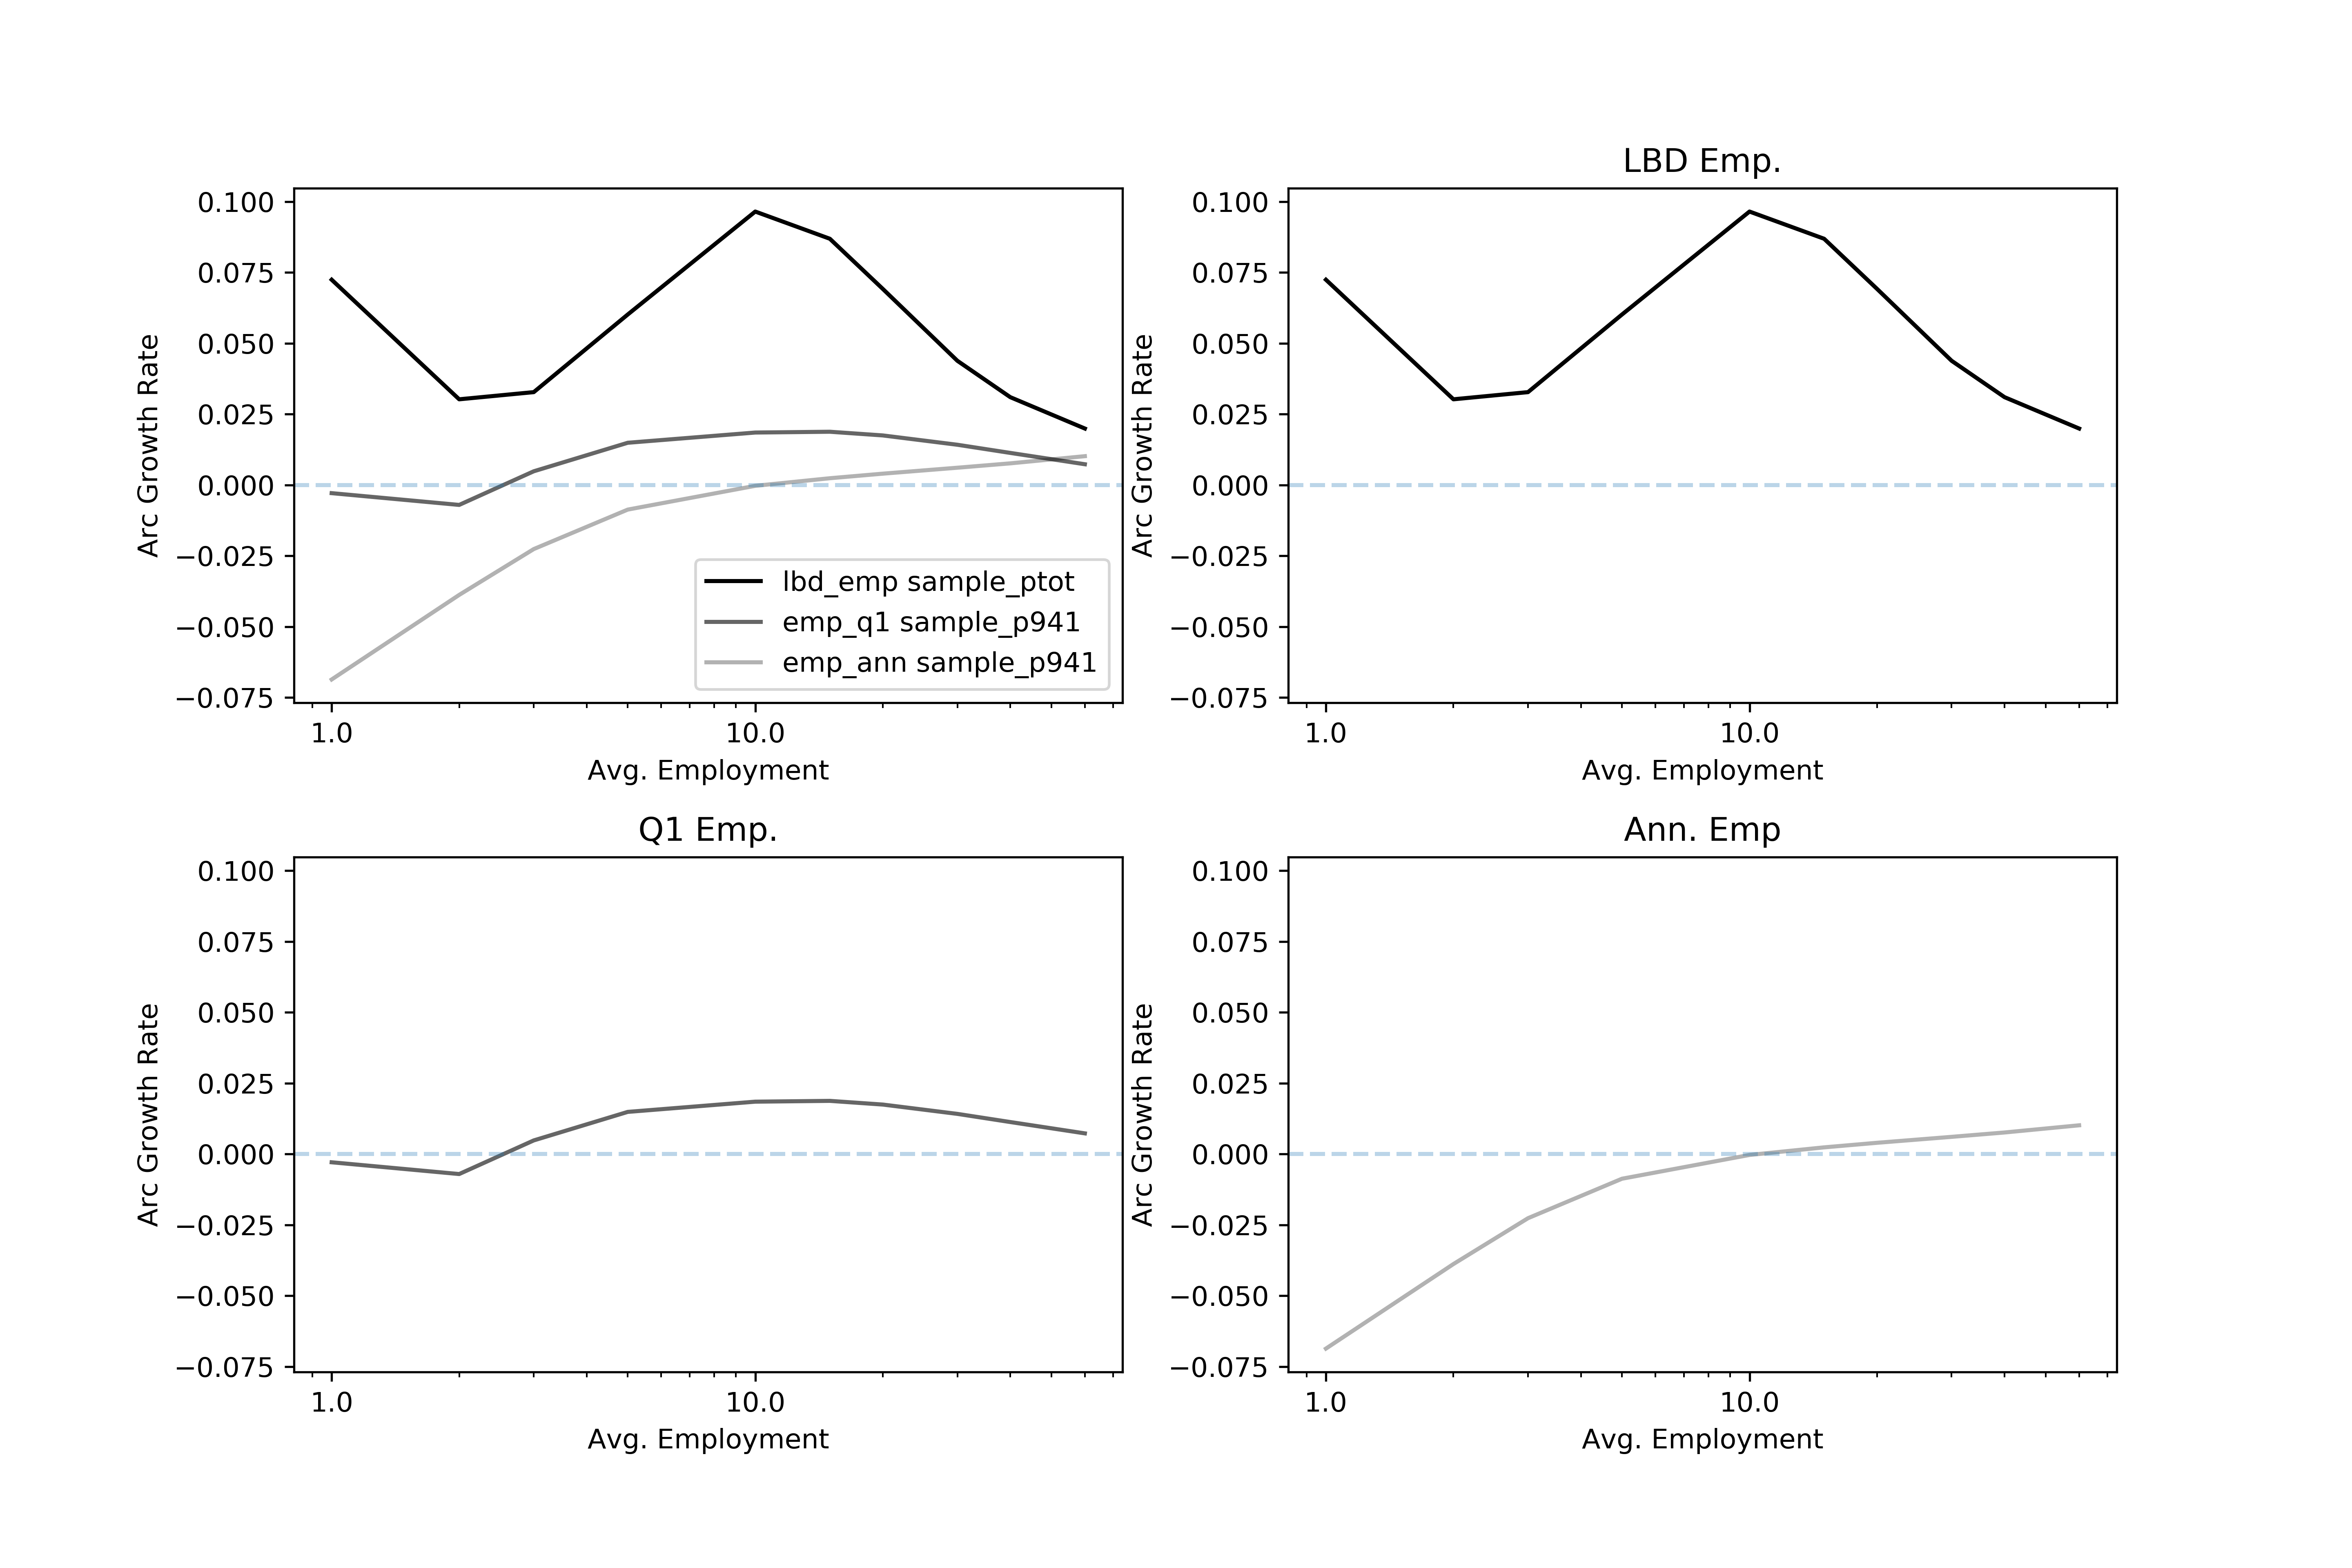 0.100
0.075
0.050
0.025
0.000
−0.025
−0.050
−0.075
Arc Growth Rate
1.0
10.0
Avg. Employment
lbd_emp sample_ptot
emp_q1 sample_p941
emp_ann sample_p941
LBD Emp.
0.100
0.075
0.050
0.025
0.000
−0.025
−0.050
−0.075
Arc Growth Rate
1.0
10.0
Avg. Employment
Q1 Emp.
0.100
0.075
0.050
0.025
0.000
−0.025
−0.050
−0.075
Arc Growth Rate
1.0
10.0
Avg. Employment
Ann. Emp
0.100
0.075
0.050
0.025
0.000
−0.025
−0.050
−0.075
Arc Growth Rate
1.0
10.0
Avg. Employment